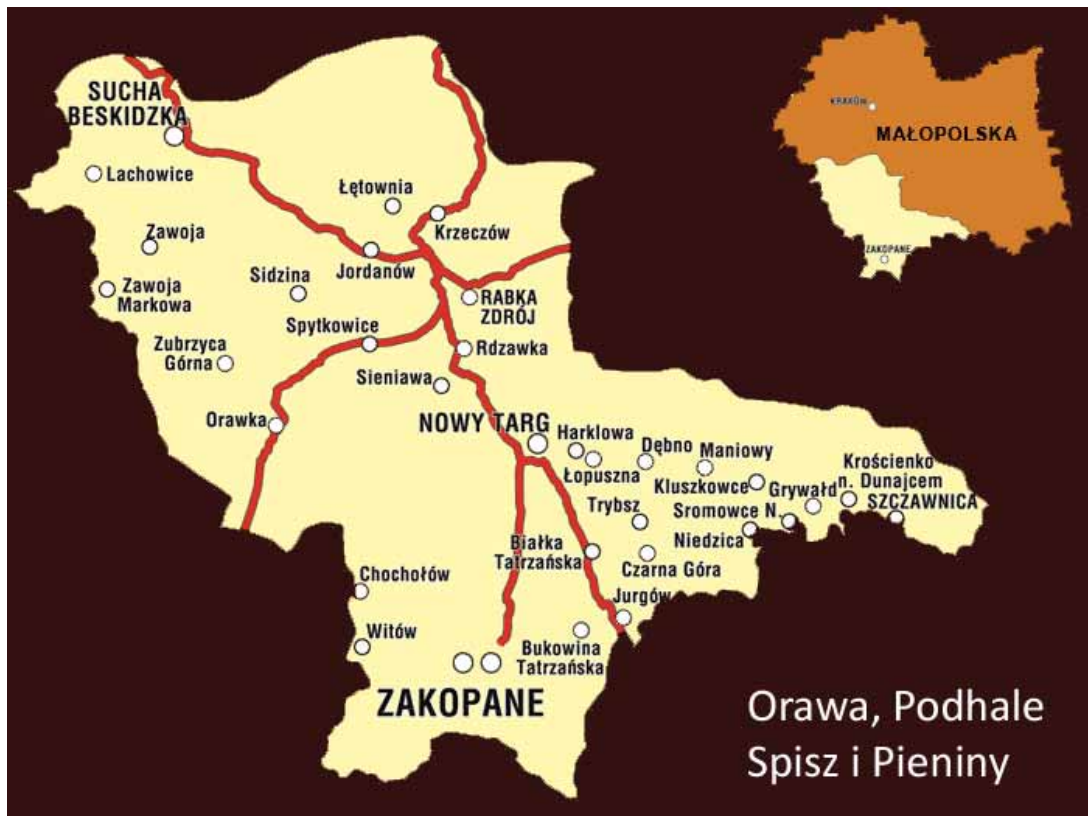 SUCHA
BESKIDZKA
Lachowice
Zawoja
Zawoja
Markowa
Zubrzyca
Górna
Orawka
Sidzina
Spytkowice
Sieniawa
Łętownia
Jordanów
Krzeczów
RABKA
ZDRÓJ
Rdzawka
NOWY TARG
Harklowa
Łopuszna
Dębno
Maniowy
Kluszkowce
Grywałd
Krościenko
n. Dunajcem
SZCZAWNICA
Trybsz
Sromowce N.
Niedzica
Białka
Tatrzańska
Czarna Góra
Jurgów
Bukowina
Tatrzańska
Chochołów
Witów
ZAKOPANE
KRAKÓW
MAŁOPOLSKA
ZAKOPANE
Orawa, Podhale
Spisz i Pieniny